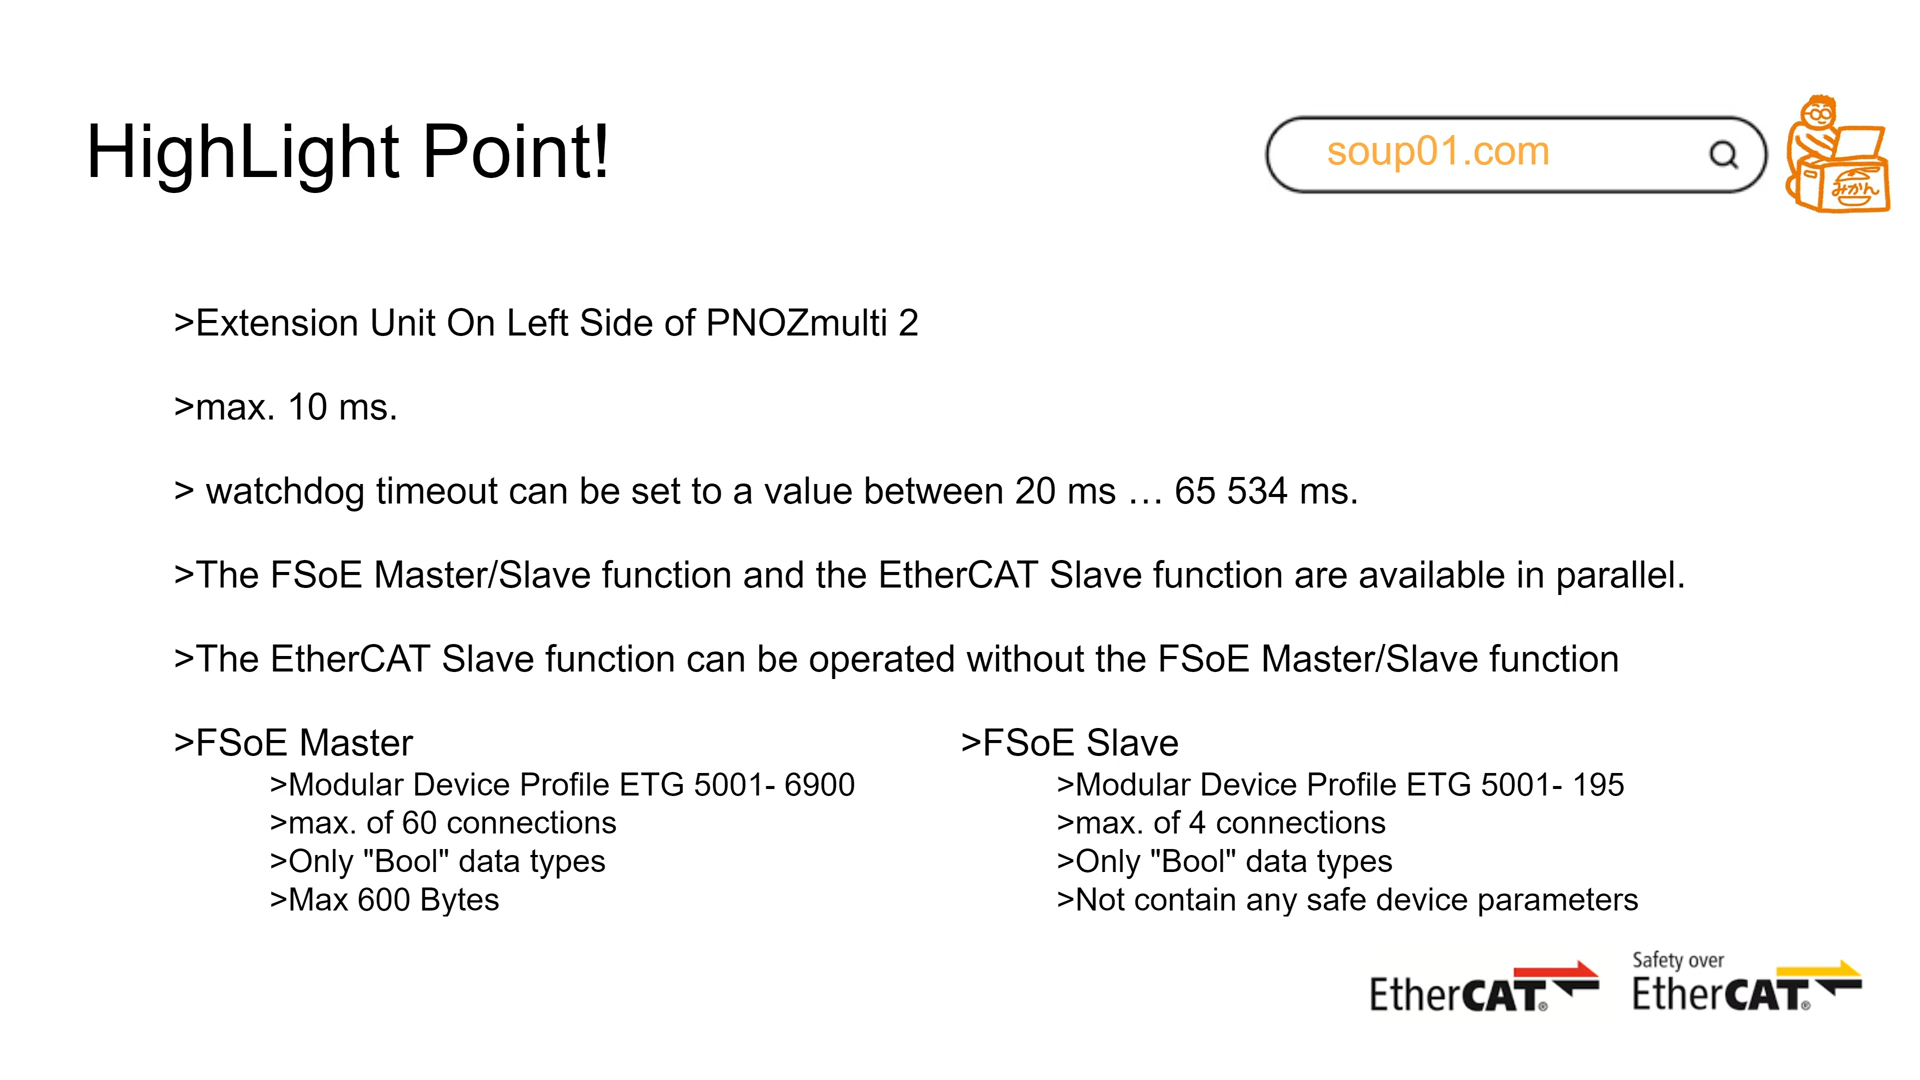 HighLight Point!
soup01.com
みかん
>Extension Unit On Left Side of PNOZmulti 2
>max. 10 ms.
> watchdog timeout can be set to a value between 20 ms … 65 534 ms.
>The FSoE Master/Slave function and the EtherCAT Slave function are available in parallel.
>The EtherCAT Slave function can be operated without the FSoE Master/Slave function
>FSoE Master
>Modular Device Profile ETG 5001- 6900
>max. of 60 connections
>Only "Bool" data types
>Max 600 Bytes
>FSoE Slave
>Modular Device Profile ETG 5001- 195
>max. of 4 connections
>Only "Bool" data types
>Not contain any safe device parameters
EtherCAT®
Safety over
EtherCAT®